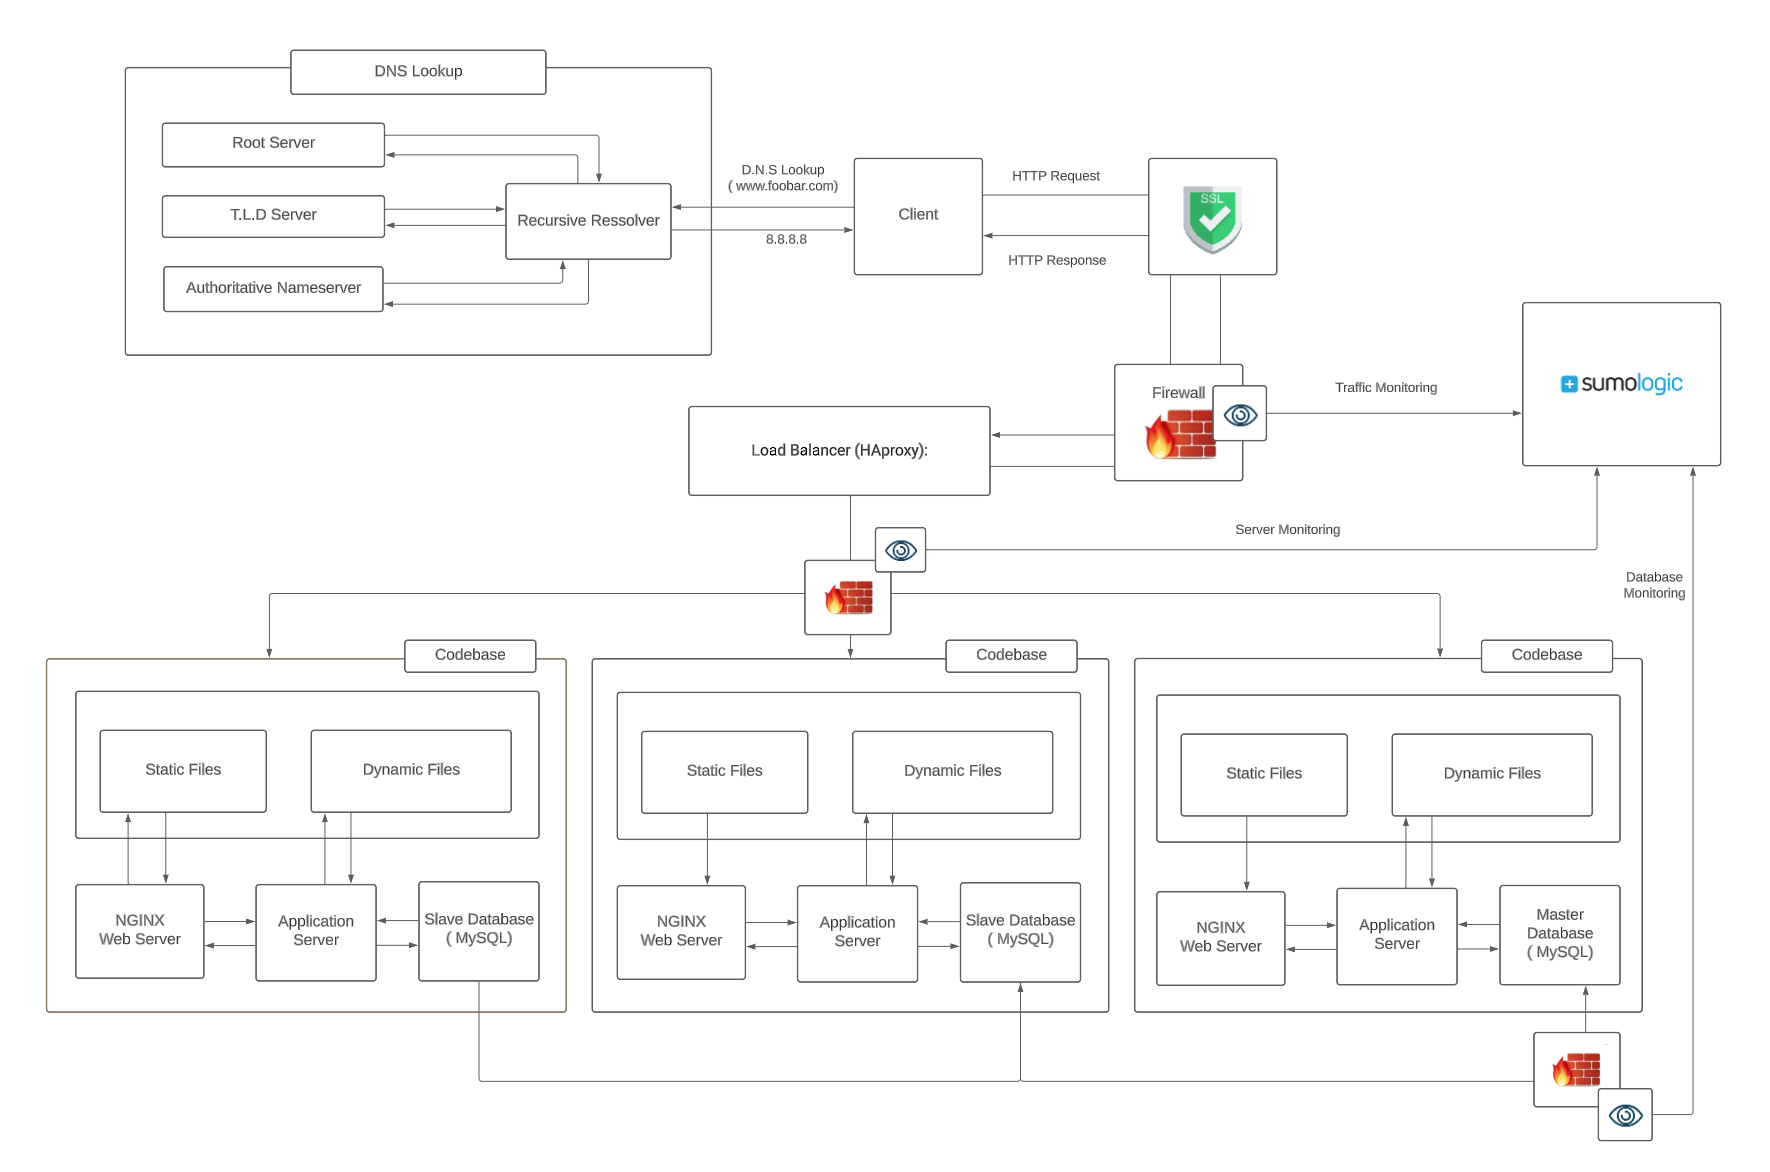 DNS Lookup
Root Server
T.L.D Server
Authoritative Nameserver
Recursive Ressolver
D.N.S Lookup
( www.foobar.com)
8.8.8.8
Client
HTTP Request
HTTP Response
SSL
Firewall
Traffic Monitoring
sumologic
Load Balancer (HAproxy):
Server Monitoring
Database
Monitoring
Codebase
Static Files
Dynamic Files
NGINX
Web Server
Application
Server
Slave Database
( MySQL)
Codebase
Static Files
Dynamic Files
NGINX
Web Server
Application
Server
Slave Database
( MySQL)
Codebase
Static Files
Dynamic Files
NGINX
Web Server
Application
Server
Master
Database
( MySQL)